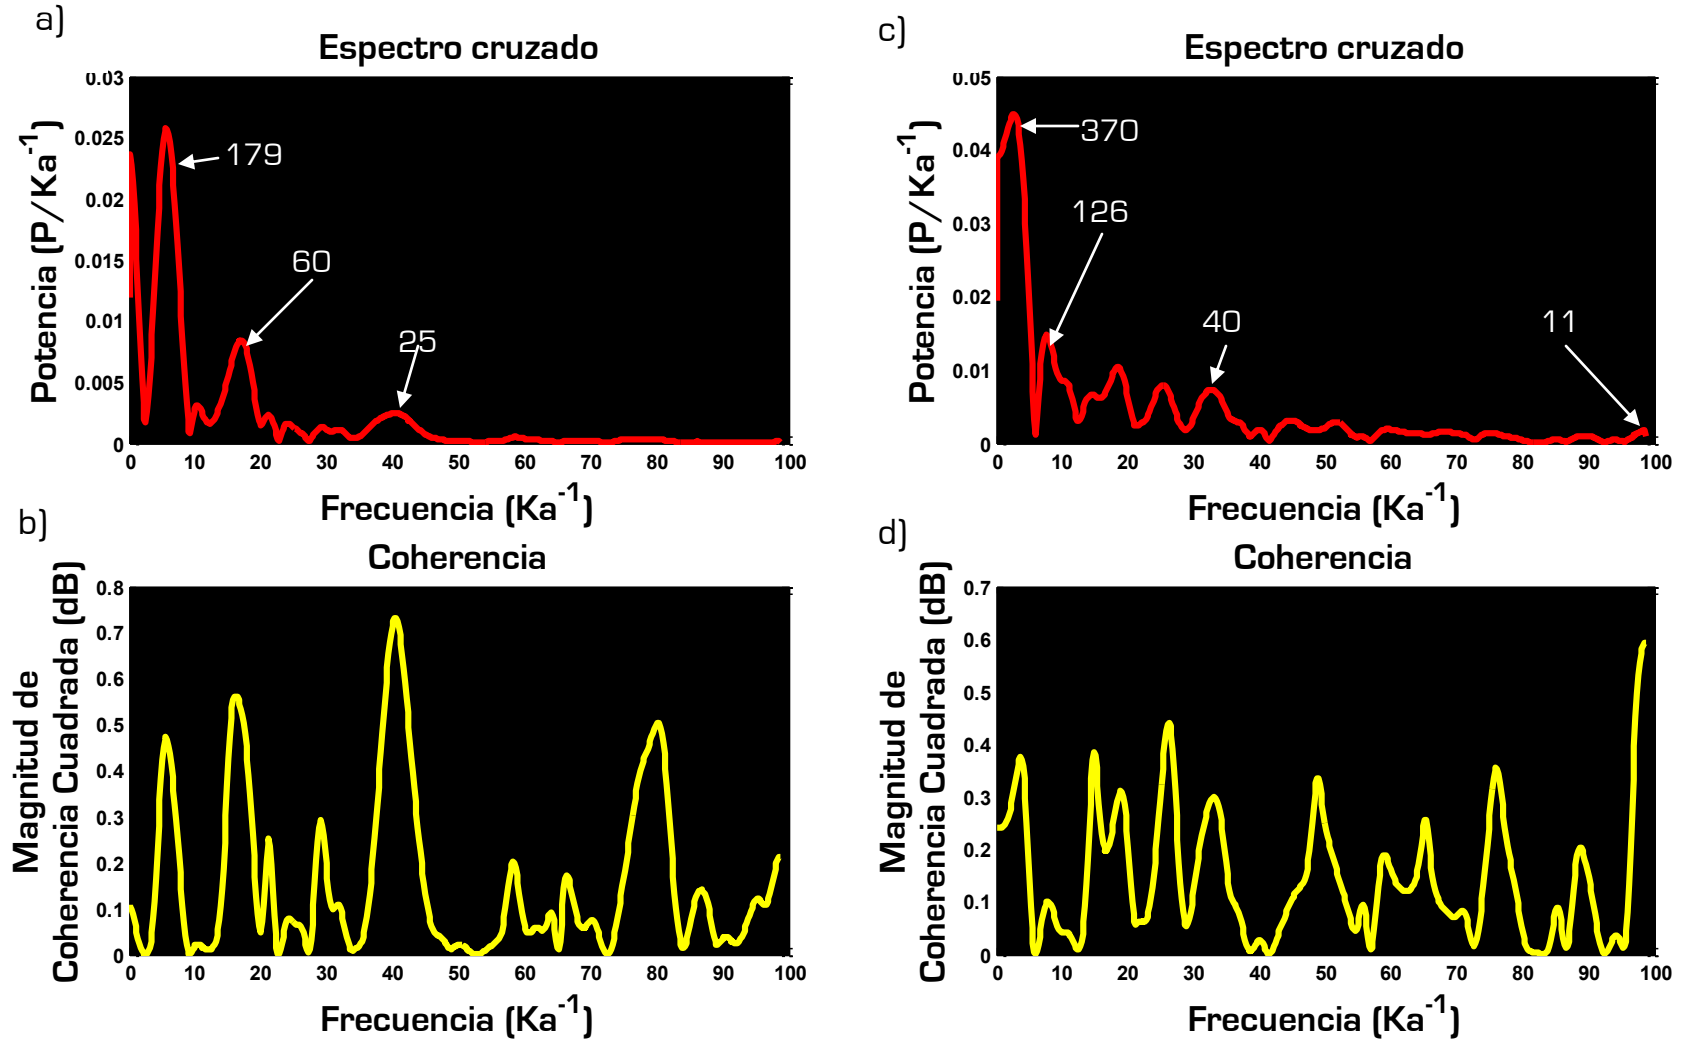 a)
Espectro cruzado
Potencia (P/Ka-1)
0.03
0.025
0.02
0.015
0.01
0.005
0
179
60
25
0 10 20 30 40 50 60 70 80 90 100
Frecuencia (Ka-1)
c)
Espectro cruzado
Potencia (P/Ka-1)
0.05
0.04
0.03
0.02
0.01
0
370
126
40
11
0 10 20 30 40 50 60 70 80 90 100
Frecuencia (Ka-1)
b)
Coherencia
Magnitud de
Coherencia Cuadrada (dB)
0.8
0.7
0.6
0.5
0.4
0.3
0.2
0.1
0
0 10 20 30 40 50 60 70 80 90 100
Frecuencia (Ka-1)
d)
Coherencia
Magnitud de
Coherencia Cuadrada (dB)
0.7
0.6
0.5
0.4
0.3
0.2
0.1
0
0 10 20 30 40 50 60 70 80 90 100
Frecuencia (Ka-1)